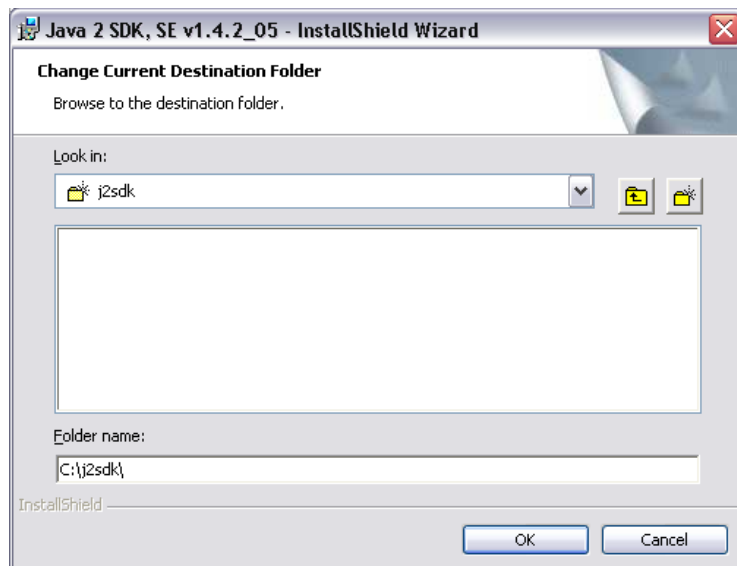 Java 2 SDK, SE v1.4.2_05 - InstallShield Wizard
Change Current Destination Folder
Browse to the destination folder.
Look in:
j2sdk
Folder name:
C:\j2sdk\
InstallShield
OK Cancel